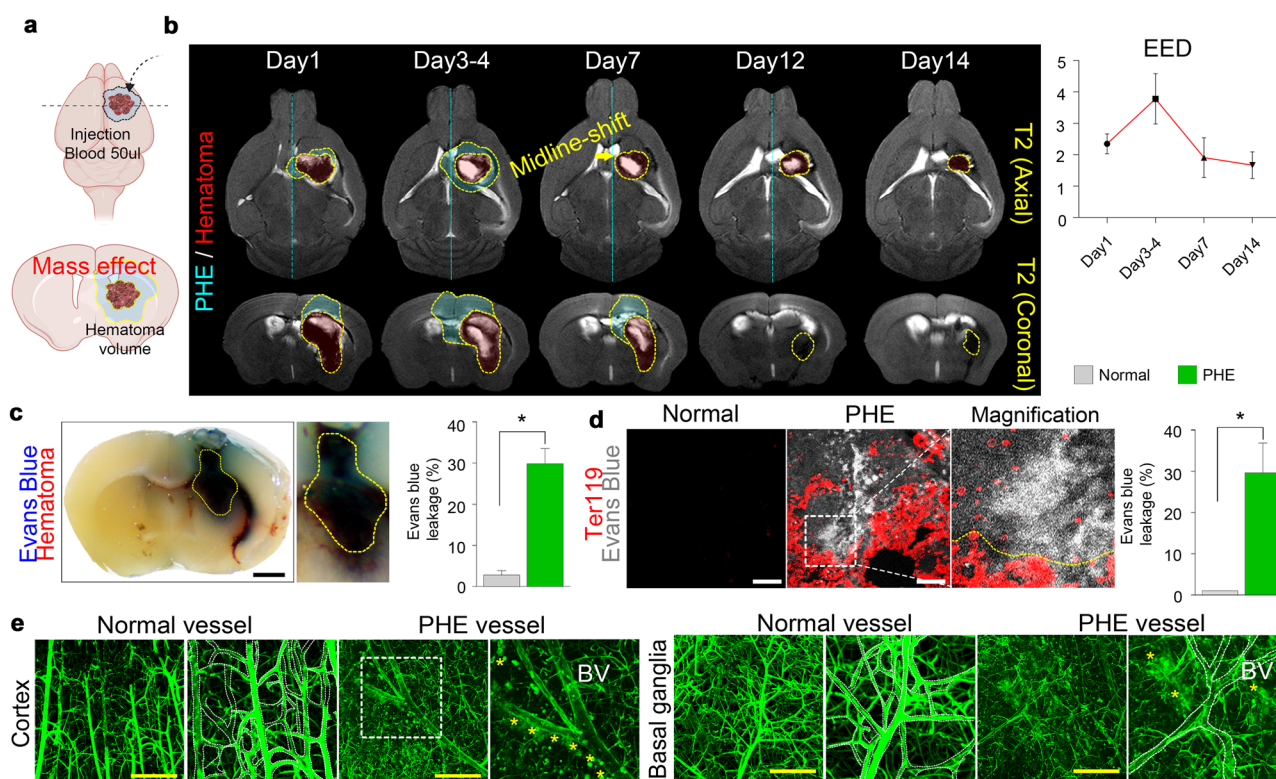 a
Injection
Blood 50ul
Mass effect
Hematoma
volume
b
Day1
Day3-4
Day7
Day12
Day14
PHE / Hematoma
Midline-shift
T2 (Axial)
T2 (Coronal)
EED
5
4
3
2
1
0
Day1
Day3-4
Day7
Day14
Normal
PHE
c
Evans Blue
Hematoma
Evans blue
leakage (%)
40
30
20
10
0
*
d
Normal
PHE
Magnification
Ter119
Evans Blue
Evans blue
leakage (%)
40
30
20
10
0
*
e
Normal vessel
PHE vessel
Cortex
BV
* * * * * * *
Normal vessel
PHE vessel
Basal ganglia
BV
* * *